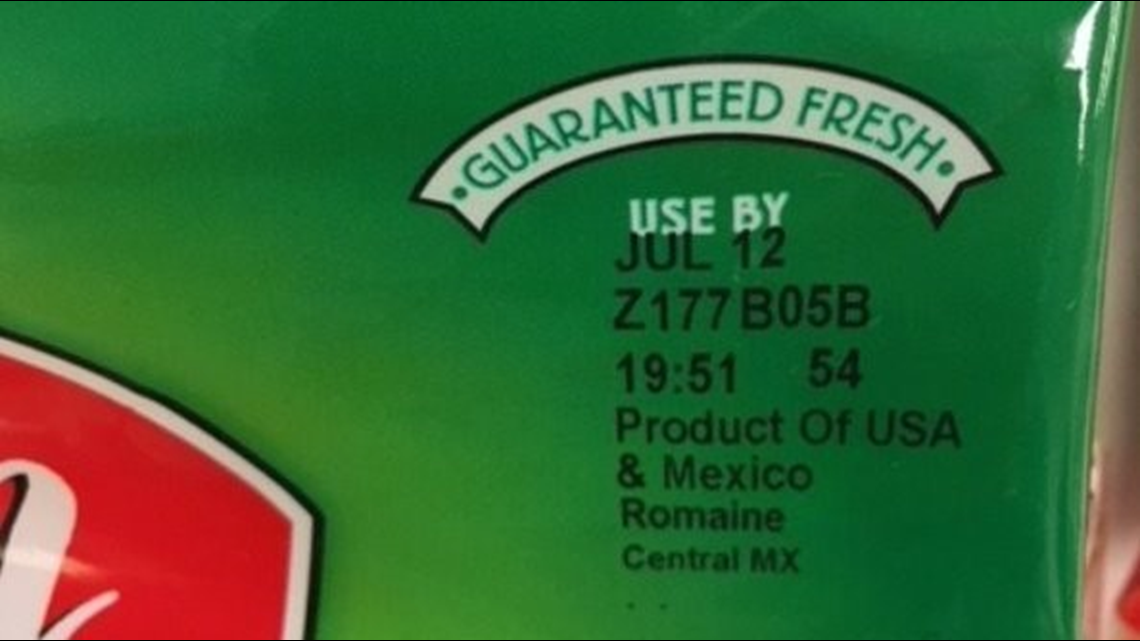 ·GUARANTEED FRESH·
USE BY
JUL 12
Z177B05B
19:51 54
Product Of USA
& Mexico
Romaine
Central MX